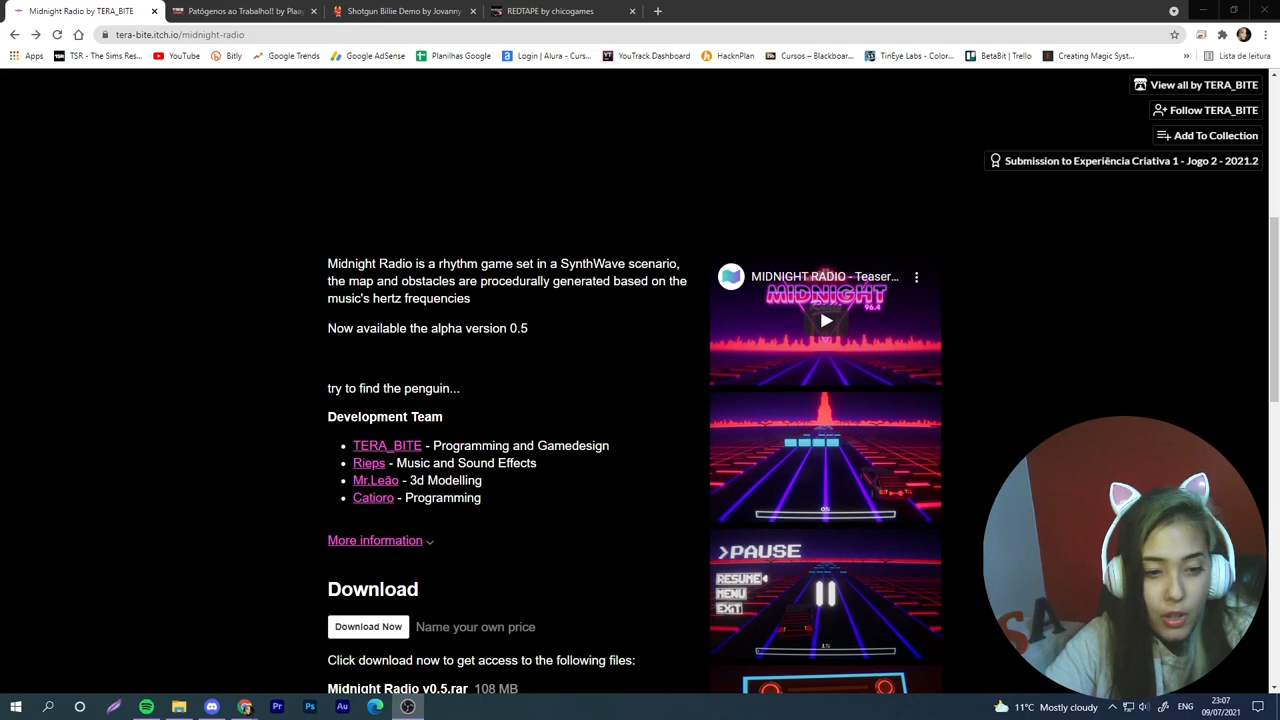 Midnight Radio by TERA_BITE
Patógenos ao Trabalho!! by Plaa
Shotgun Billie Demo by Jovanny
REDTAPE by chicogames
tera-bite.itch.io/midnight-radio
Apps
TSR - The Sims Res...
YouTube
Bitly
Google Trends
Google AdSense
Planilhas Google
Login | Alura - Curs...
YouTrack Dashboard
HacknPlan
Cursos – Blackboar...
TinEye Labs - Color...
BetaBit | Trello
Creating Magic Syst...
»
Lista de leitura
View all by TERA_BITE
Follow TERA_BITE
Add To Collection
Submission to Experiência Criativa 1 - Jogo 2 - 2021.2
Midnight Radio is a rhythm game set in a SynthWave scenario,
the map and obstacles are procedurally generated based on the
music's hertz frequencies
Now available the alpha version 0.5
try to find the penguin...
Development Team
TERA_BITE - Programming and Gamedesign
Rieps - Music and Sound Effects
Mr.Leão - 3d Modelling
Catioro - Programming
More information
Download
Download Now Name your own price
Click download now to get access to the following files:
Midnight Radio v0.5.rar 108 MB
MIDNIGHT RADIO - Teaser...
MIDNIGHT
96.4
0%
>PAUSE
RESUME
MENU
EXIT
1%
SA
11°C Mostly cloudy
ENG
23:07
09/07/2021